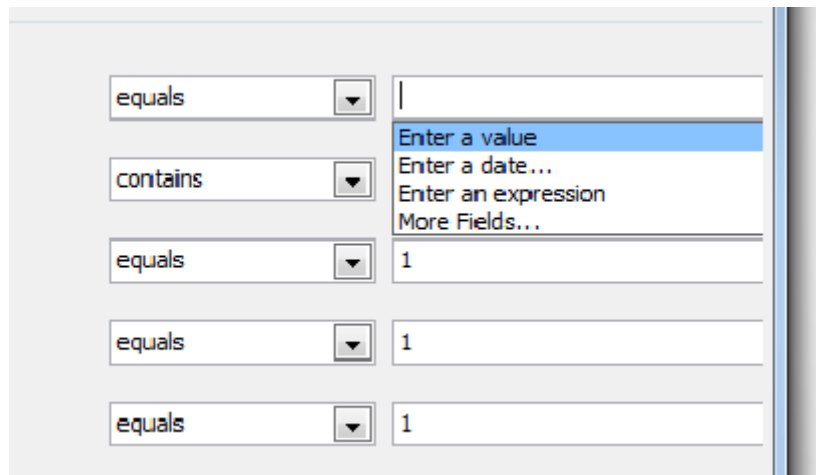 equals
Enter a value
Enter a date...
contains
Enter an expression
More Fields...
equals 1
equals 1
equals 1